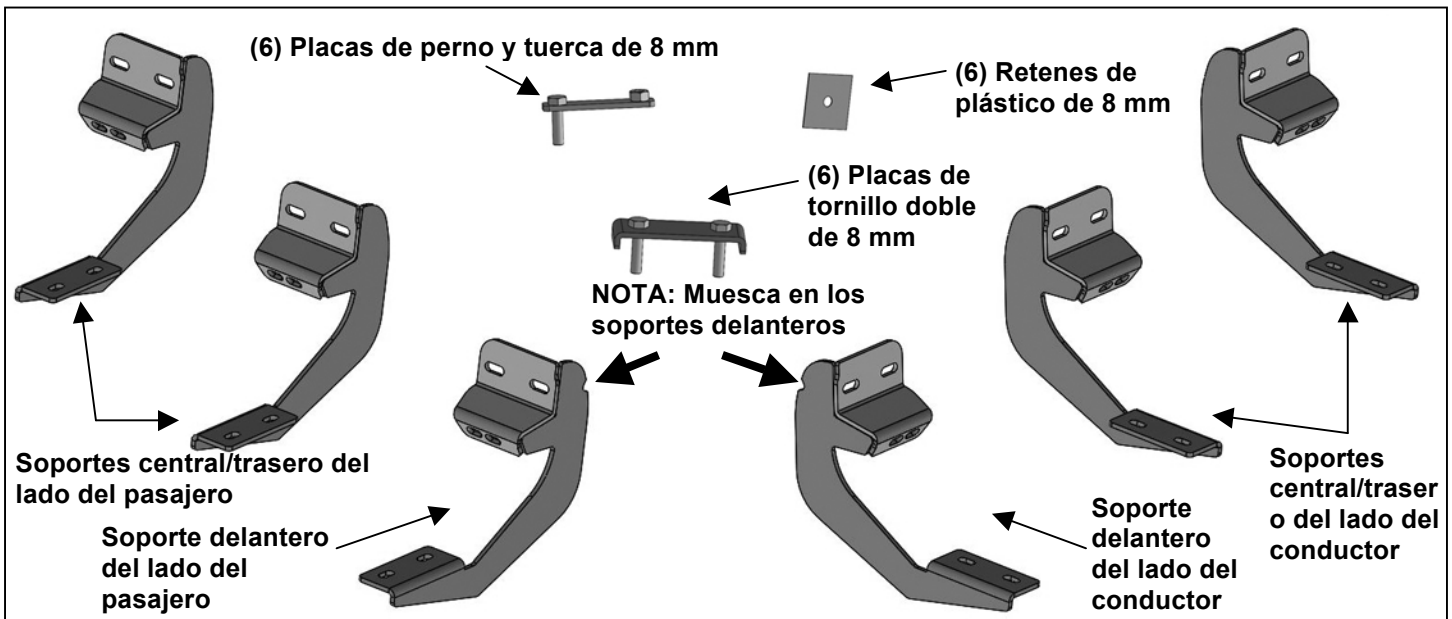 (6) Placas de perno y tuerca de 8 mm
(6) Retenes de
plástico de 8 mm
(6) Placas de
tornillo doble
de 8 mm
NOTA: Muesca en los
soportes delanteros
Soportes central/trasero del
lado del pasajero
Soporte delantero
del lado del
pasajero
Soporte
delantero
del lado del
conductor
Soportes
central/traser
o del lado del
conductor